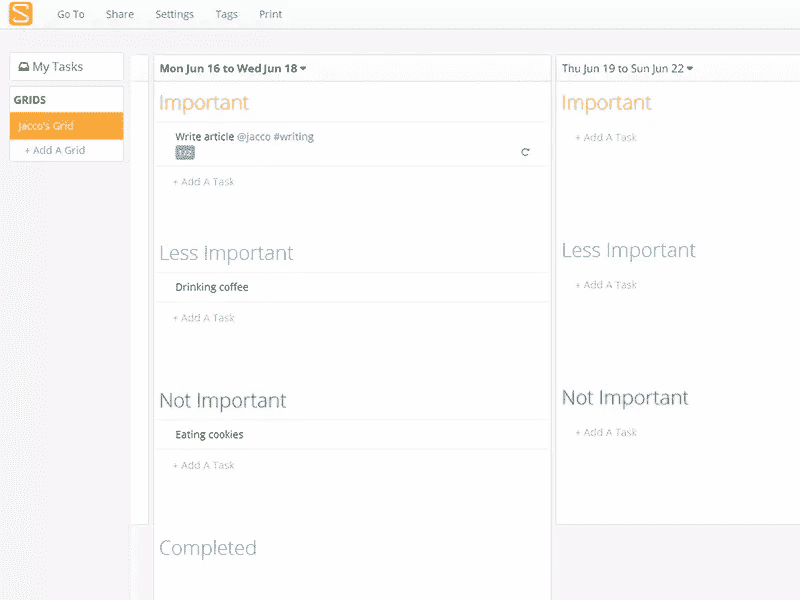 S
Go To Share Settings Tags Print
My Tasks
GRIDS
Jacco's Grid
+ Add A Grid
Mon Jun 16 to Wed Jun 18
Important
Write article @jacco #writing
+ Add A Task
Less Important
Drinking coffee
+ Add A Task
Not Important
Eating cookies
+ Add A Task
Completed
Thu Jun 19 to Sun Jun 22
Important
+ Add A Task
Less Important
+ Add A Task
Not Important
+ Add A Task